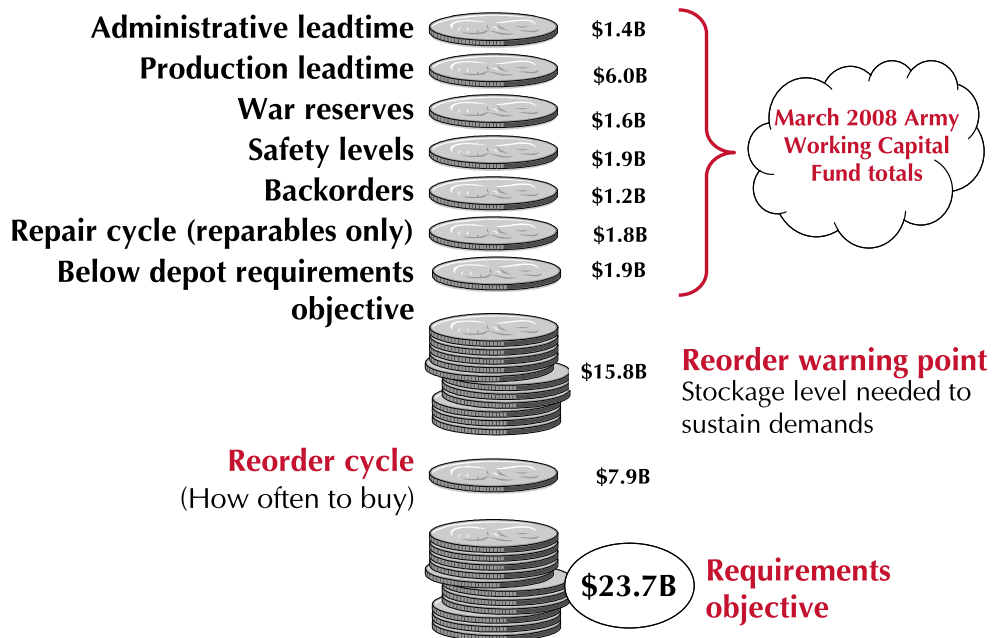 Administrative leadtime $1.4B
Production leadtime $6.0B
War reserves $1.6B
Safety levels $1.9B
Backorders $1.2B
Repair cycle (reparables only) $1.8B
Below depot requirements $1.9B
objective
March 2008 Army
Working Capital
Fund totals
$15.8B
Reorder warning point
Stockage level needed to
sustain demands
Reorder cycle
(How often to buy)
$7.9B
$23.7B
Requirements
objective